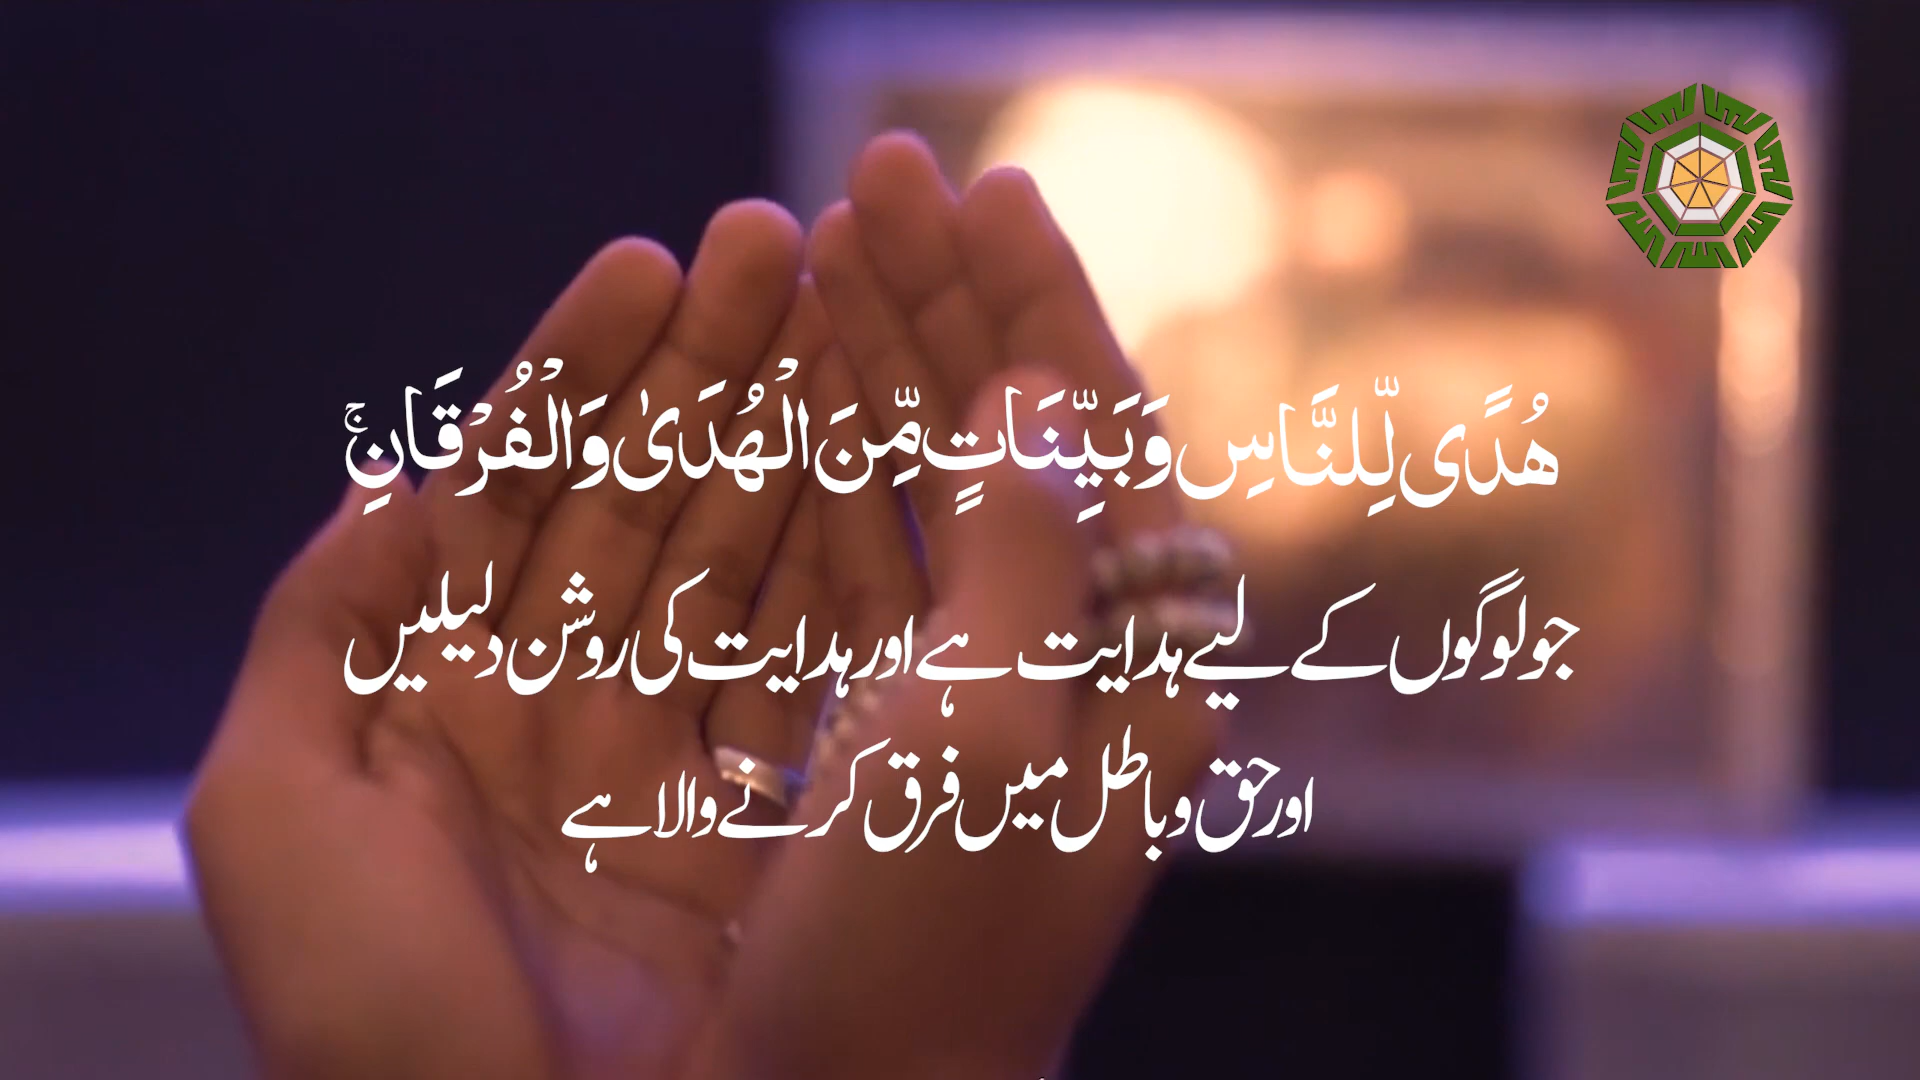 هُدًى لِّلنَّاسِ وَبَيِّنَاتٍ مِّنَ الْهُدَىٰ وَالْفُرْقَانِ ۚ
جو لوگوں کے لیے ہدایت ہے اور ہدایت کی روشن دلیلیں
اور حق و باطل میں فرق کرنے والا ہے